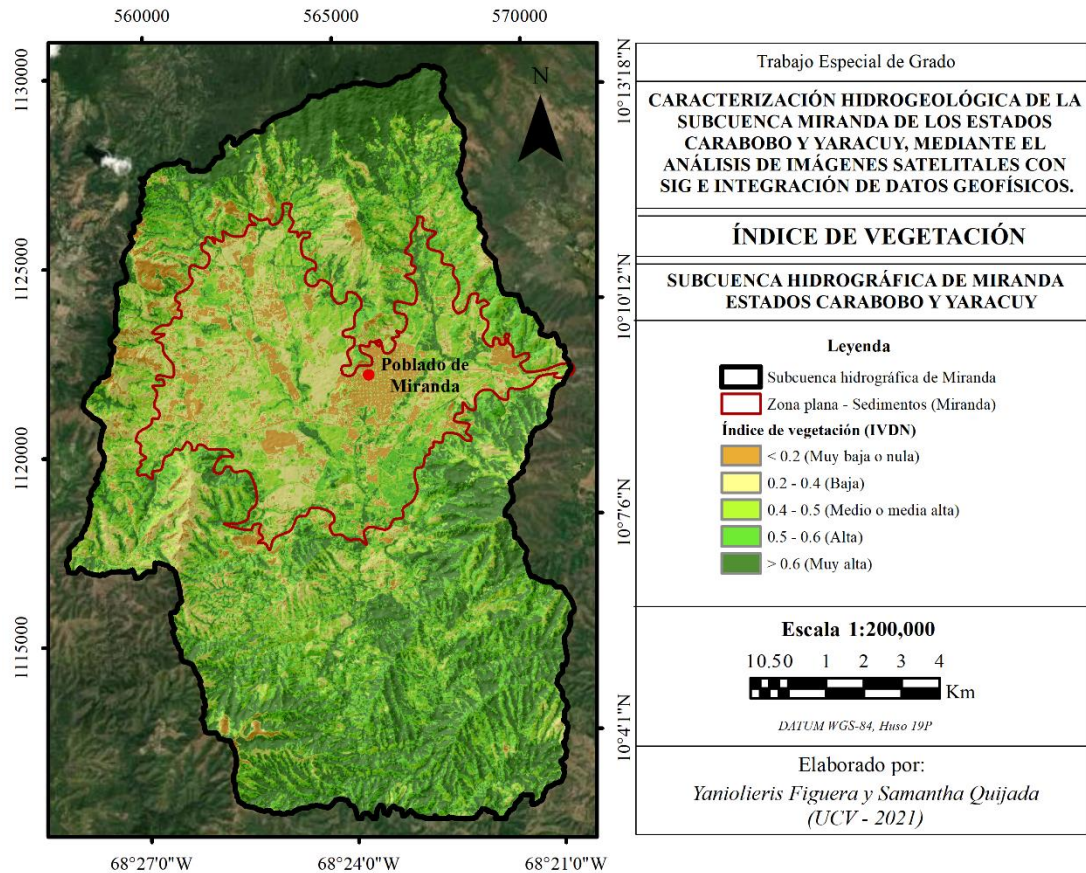 560000 565000 570000
1130000
1125000
1120000
1115000
N
Poblado de
Miranda
10°13'18"N
10°10'12"N
10°7'6"N
10°4'1"N
68°27'0"W 68°24'0"W 68°21'0"W
Trabajo Especial de Grado
CARACTERIZACIÓN HIDROGEOLÓGICA DE LA
SUBCUENCA MIRANDA DE LOS ESTADOS
CARABOBO Y YARACUY, MEDIANTE EL
ANÁLISIS DE IMÁGENES SATELITALES CON
SIG E INTEGRACIÓN DE DATOS GEOFÍSICOS.
ÍNDICE DE VEGETACIÓN
SUBCUENCA HIDROGRÁFICA DE MIRANDA
ESTADOS CARABOBO Y YARACUY
Leyenda
Subcuenca hidrográfica de Miranda
Zona plana - Sedimentos (Miranda)
Índice de vegetación (IVDN)
< 0.2 (Muy baja o nula)
0.2 - 0.4 (Baja)
0.4 - 0.5 (Medio o media alta)
0.5 - 0.6 (Alta)
> 0.6 (Muy alta)
Escala 1:200,000
10.50 1 2 3 4
Km
DATUM WGS-84, Huso 19P
Elaborado por:
Yaniolieris Figuera y Samantha Quijada
(UCV - 2021)